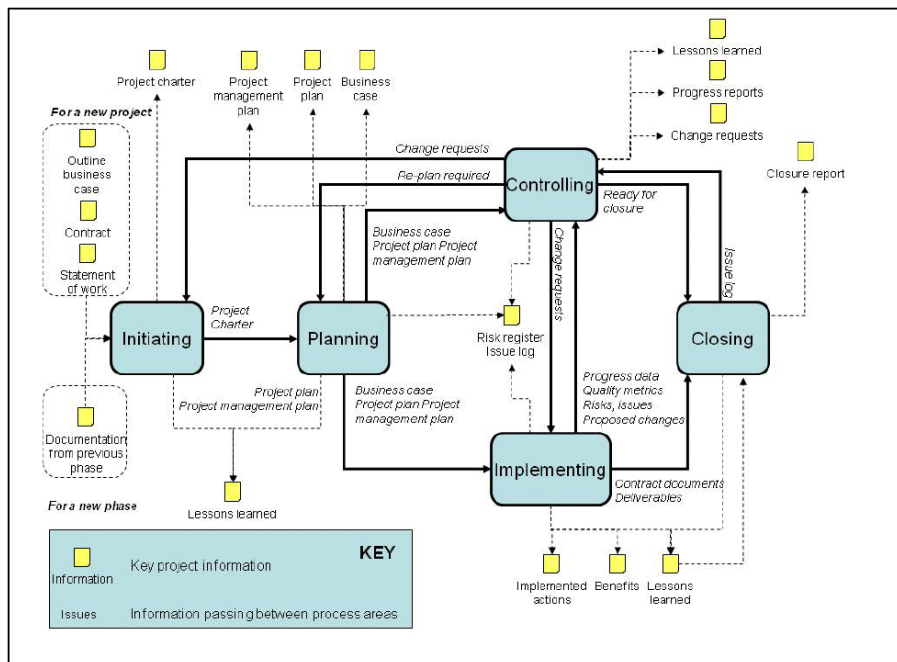 Lessons learned
Project charter
Project
management
plan
Project
plan
Business
case
Progress reports
For a new project
Change requests
Outline
business
case
Change requests
Closure report
Re-plan required
Controlling
Ready for
closure
Contract
Business case
Project plan Project
management plan
Change requests
Issue log
Statement
of work
Project
Charter
Initiating
Planning
Risk register
Issue log
Closing
Project plan
Project management plan
Business case
Project plan Project
management plan
Progress data
Quality metrics
Risks, issues
Proposed changes
Documentation
from previous
phase
Implementing
Contract documents
Deliverables
For a new phase
Lessons learned
KEY
Information
Key project information
Issues
Information passing between process areas
Implemented
actions
Benefits
Lessons
learned